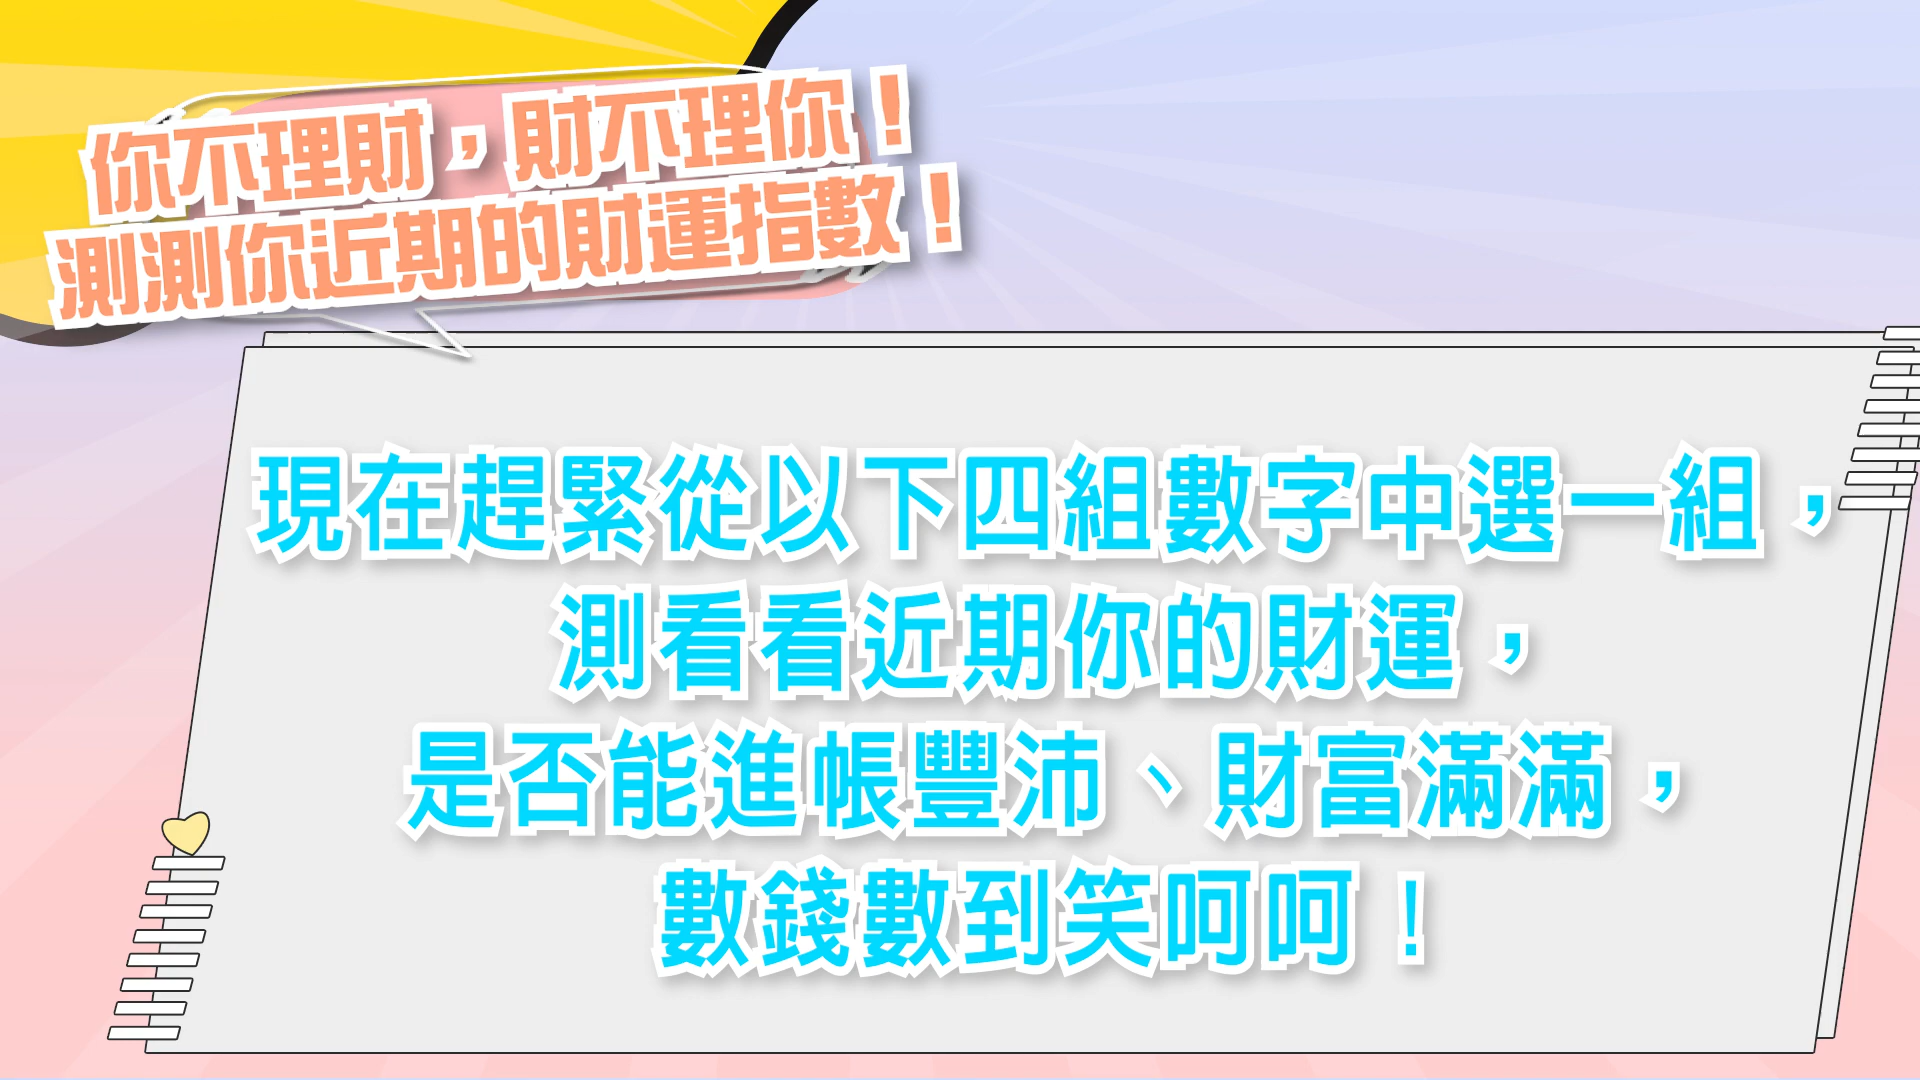 你不理財，財不理你！
測測你近期的財運指數！
現在趕緊從以下四組數字中選一組，
測看看近期你的財運，
是否能進帳豐沛、財富滿滿，
數錢數到笑呵呵！